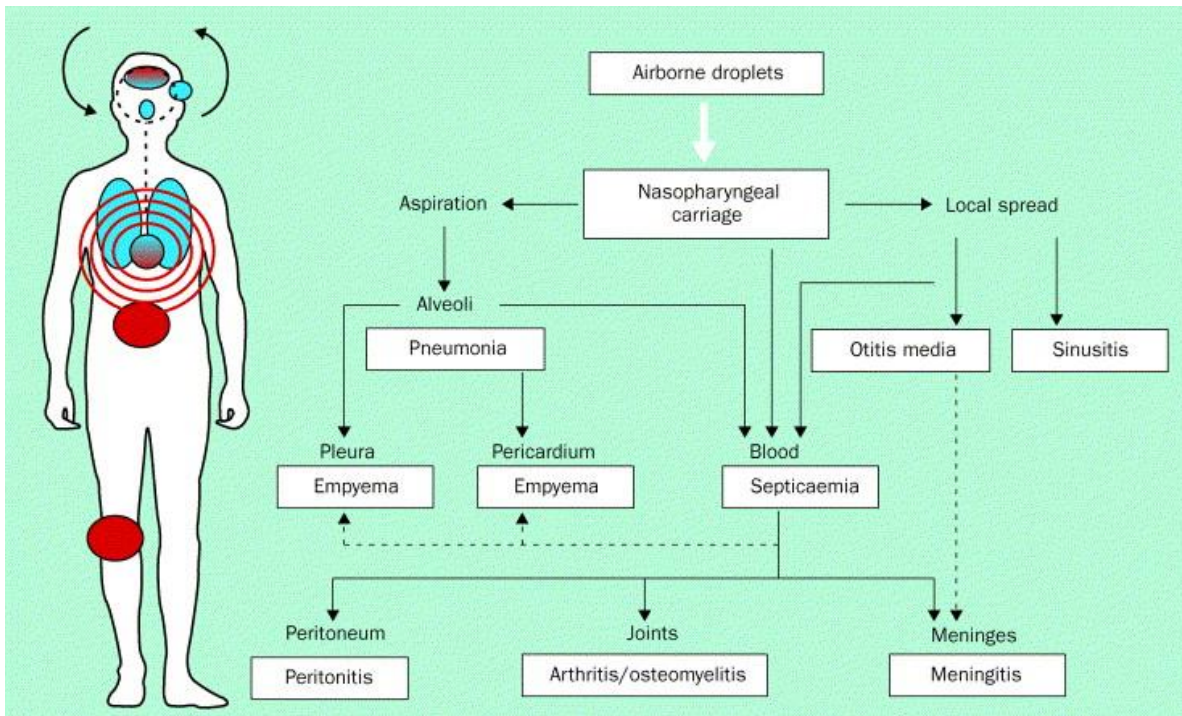 Airborne droplets
Nasopharyngeal
carriage
Aspiration
Local spread
Alveoli
Pneumonia
Otitis media
Sinusitis
Pleura
Pericardium
Blood
Empyema
Empyema
Septicaemia
Peritoneum
Joints
Meninges
Peritonitis
Arthritis/osteomyelitis
Meningitis